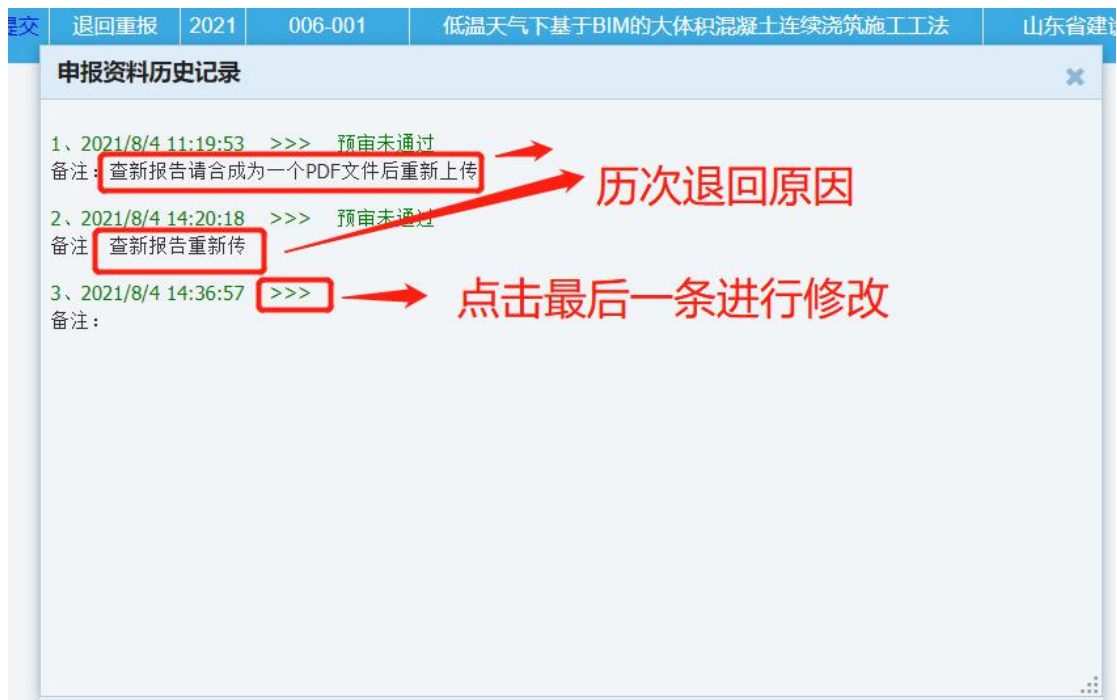 提交 退回重报 2021 006-001 低温天气下基于BIM的大体积混凝土连续浇筑施工工法 山东省建设
申报资料历史记录
1、2021/8/4 11:19:53 >>> 预审未通过
备注：查新报告请合成为一个PDF文件后重新上传
历次退回原因
2、2021/8/4 14:20:18 >>> 预审未通过
备注 查新报告重新传
3、2021/8/4 14:36:57 >>>
点击最后一条进行修改
备注：